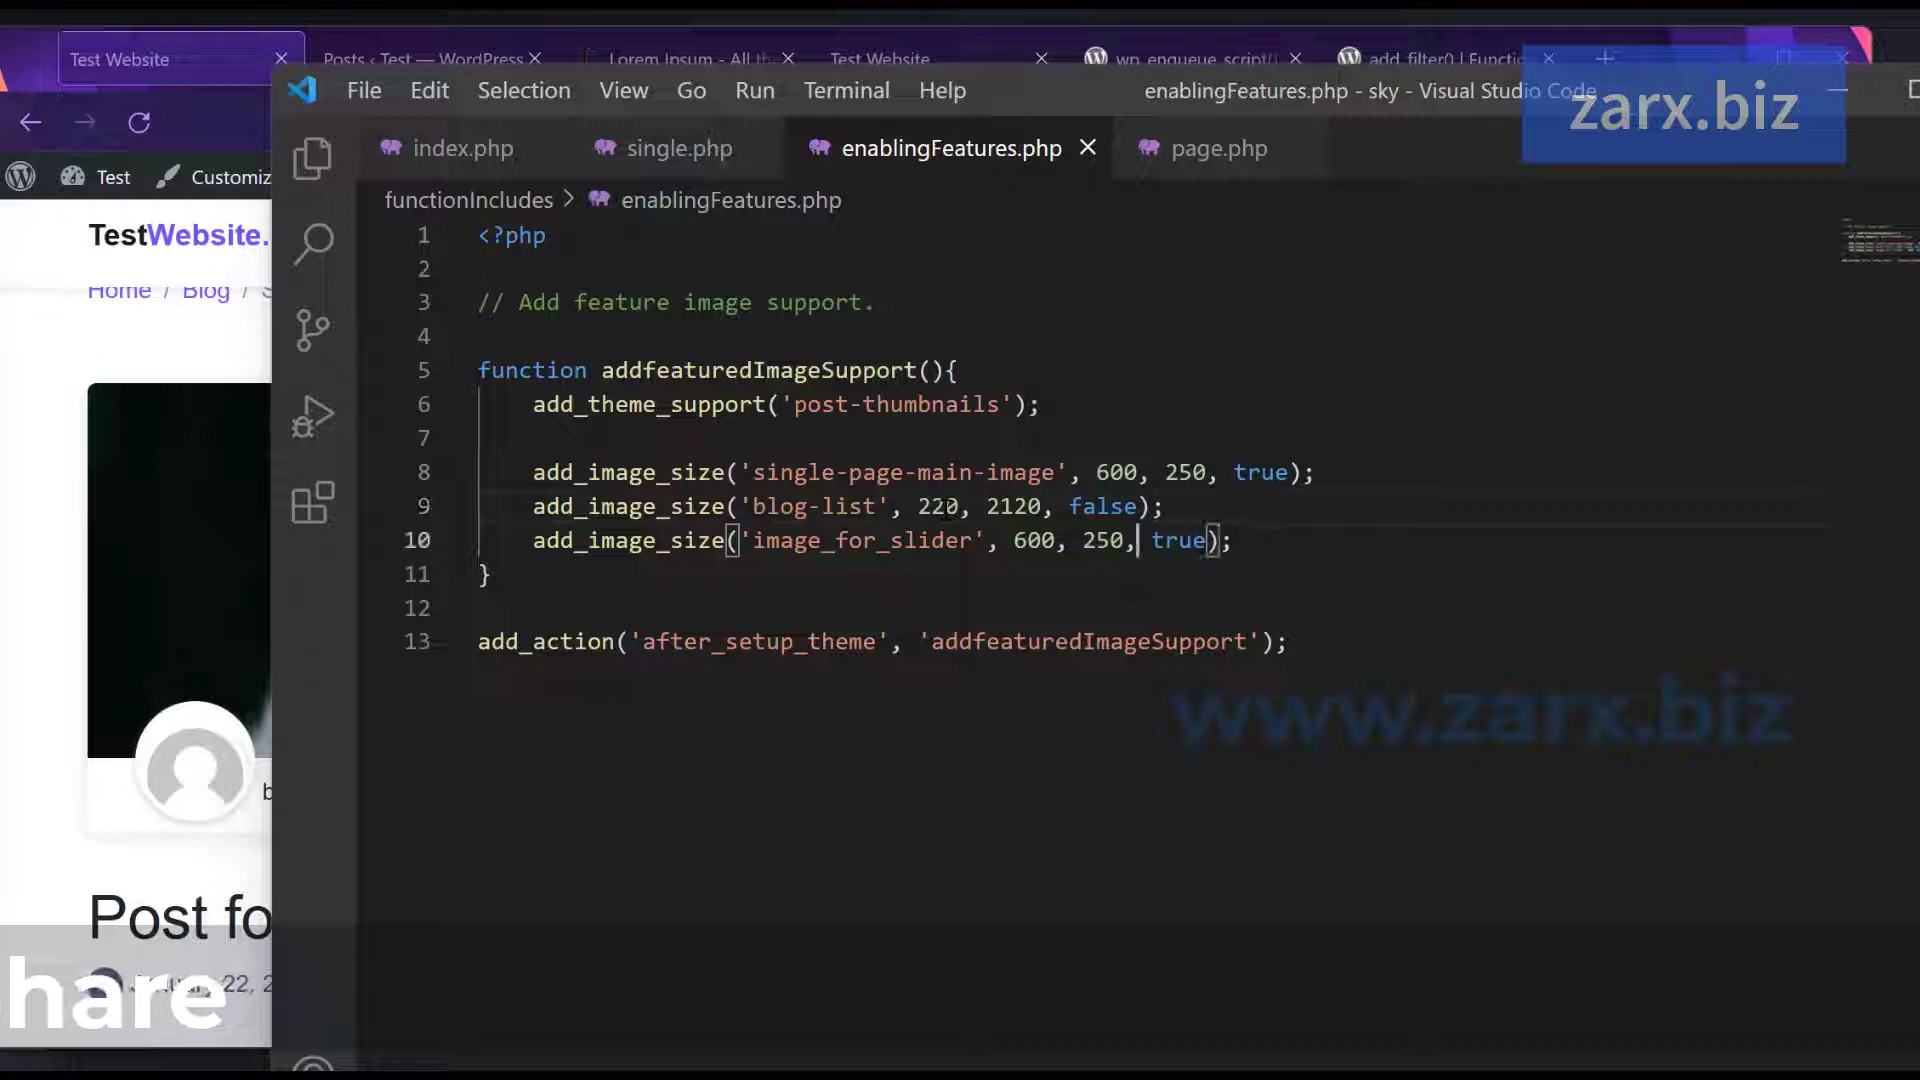 Test Website
Posts ‹ Test — WordPress
Lorem Ipsum - All th
Test Website
wp_enqueue_script()
add_filter() | Functi
File Edit Selection View Go Run Terminal Help
enablingFeatures.php - sky - Visual Studio Code
zarx.biz
index.php
single.php
enablingFeatures.php
page.php
Test
Customiz
functionIncludes > enablingFeatures.php
TestWebsite.
Home / Blog / S
1 <?php
2
3 // Add feature image support.
4
5 function addfeaturedImageSupport(){
6 add_theme_support('post-thumbnails');
7
8 add_image_size('single-page-main-image', 600, 250, true);
9 add_image_size('blog-list', 220, 2120, false);
10 add_image_size('image_for_slider', 600, 250, true);
11 }
12
13 add_action('after_setup_theme', 'addfeaturedImageSupport');
www.zarx.biz
b
Post fo
January 22, 2
hare